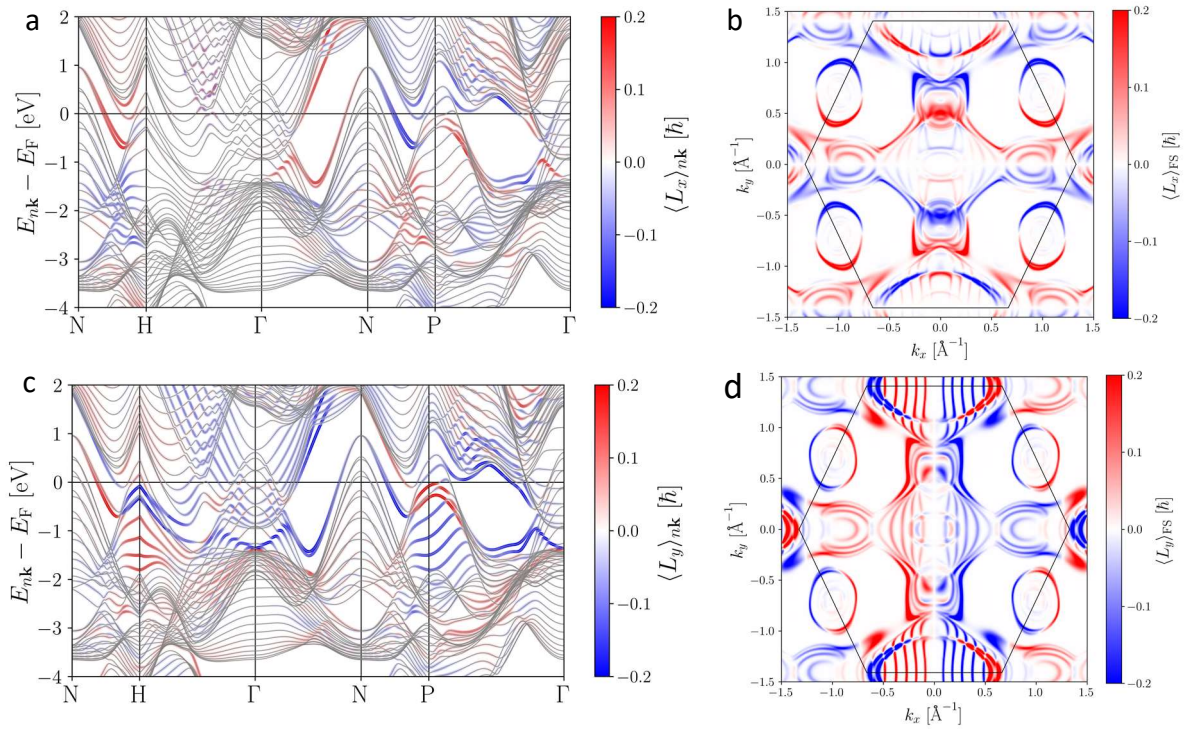 a
2
1
0
−1
−2
−3
−4
E_{nk} − E_F [eV]
N H Γ N P Γ
0.2
0.1
0.0
−0.1
−0.2
⟨L_x⟩_{nk} [ℏ]
b
1.5
1.0
0.5
0.0
−0.5
−1.0
−1.5
k_y [Å⁻¹]
−1.5 −1.0 −0.5 0.0 0.5 1.0 1.5
k_x [Å⁻¹]
0.2
0.1
0.0
−0.1
−0.2
⟨L_x⟩_{FS} [ℏ]
c
2
1
0
−1
−2
−3
−4
E_{nk} − E_F [eV]
N H Γ N P Γ
0.2
0.1
0.0
−0.1
−0.2
⟨L_y⟩_{nk} [ℏ]
d
1.5
1.0
0.5
0.0
−0.5
−1.0
−1.5
k_y [Å⁻¹]
−1.5 −1.0 −0.5 0.0 0.5 1.0 1.5
k_x [Å⁻¹]
0.2
0.1
0.0
−0.1
−0.2
⟨L_y⟩_{FS} [ℏ]